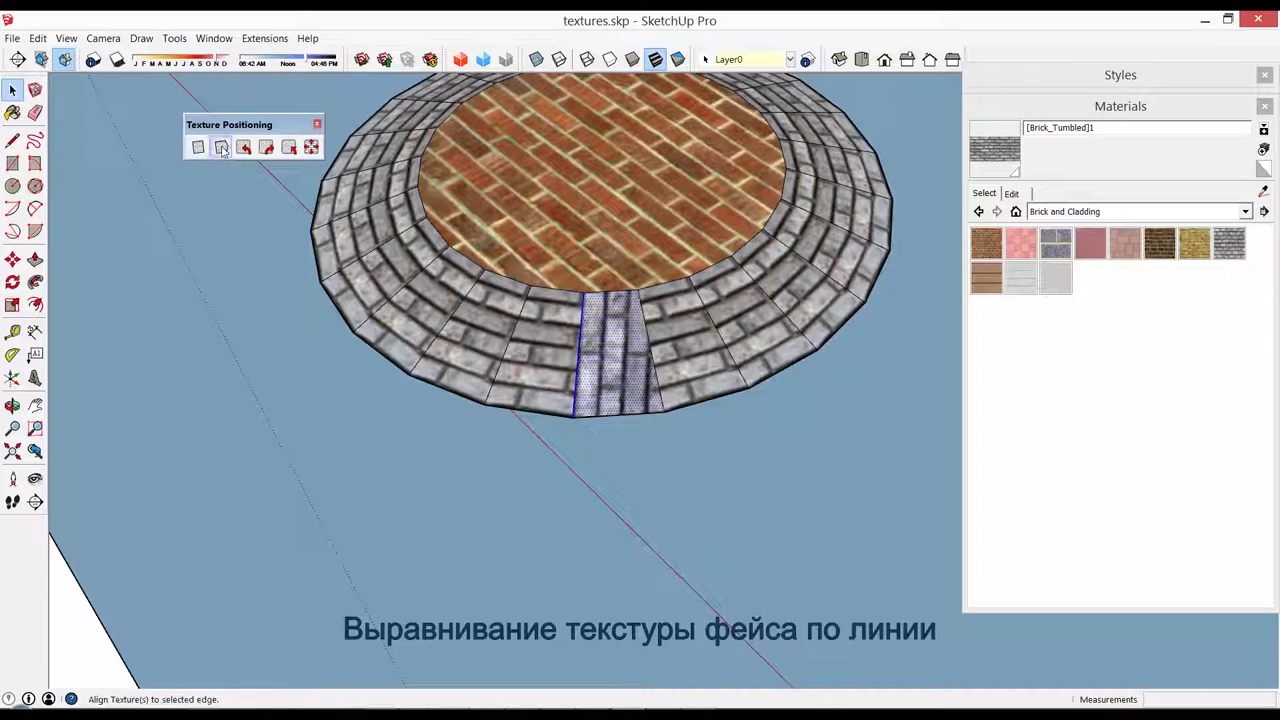 textures.skp - SketchUp Pro
File Edit View Camera Draw Tools Window Extensions Help
J F M A M J J A S O N D 06:42 AM Noon 04:46 PM Layer0
Styles
Texture Positioning
Materials
[Brick_Tumbled]1
Select Edit
Brick and Cladding
Выравнивание текстуры фейса по линии
Align Texture(s) to selected edge.
Measurements